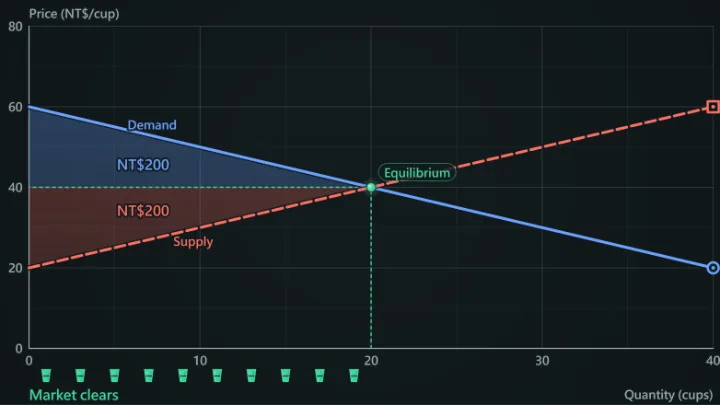 Price (NT$/cup)
80
60
Demand
NT$200
Equilibrium
40
NT$200
Supply
20
0
0 10 20 30 40
Market clears
Quantity (cups)